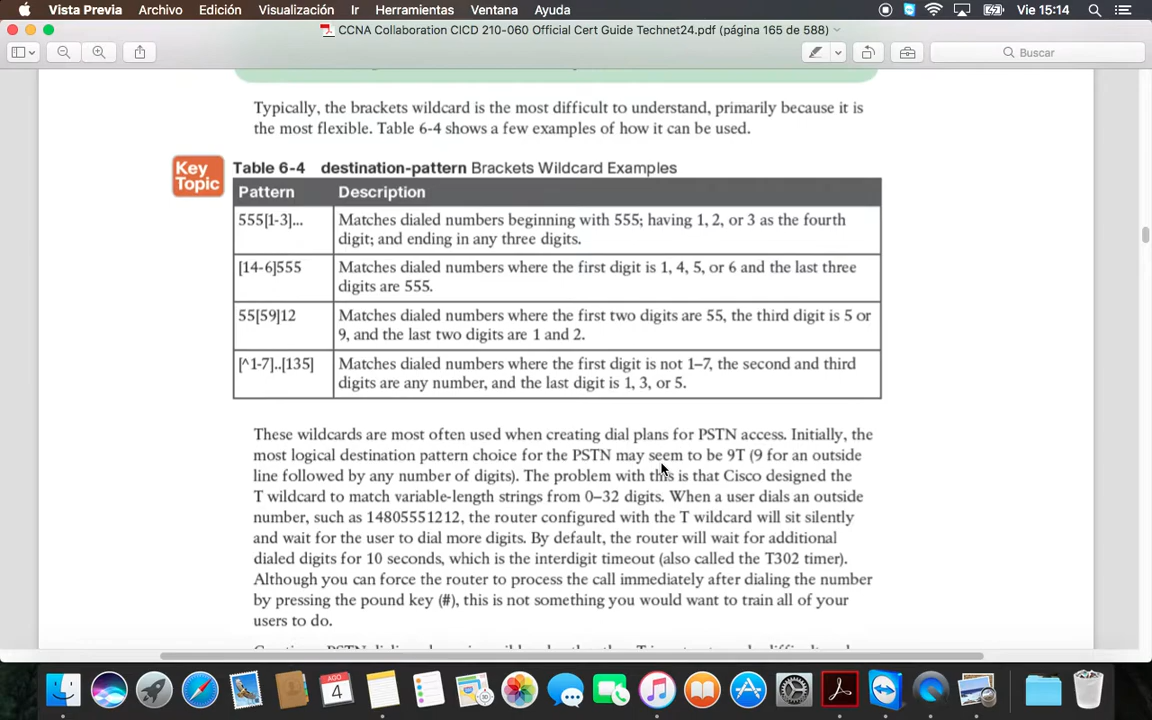 Vista Previa Archivo Edición Visualización Ir Herramientas Ventana Ayuda Vie 15:14
CCNA Collaboration CICD 210-060 Official Cert Guide Technet24.pdf (página 165 de 588)
Buscar
Typically, the brackets wildcard is the most difficult to understand, primarily because it is
the most flexible. Table 6-4 shows a few examples of how it can be used.
Key
Topic
Table 6-4 destination-pattern Brackets Wildcard Examples
Pattern Description
555[1-3]... Matches dialed numbers beginning with 555; having 1, 2, or 3 as the fourth
digit; and ending in any three digits.
[14-6]555 Matches dialed numbers where the first digit is 1, 4, 5, or 6 and the last three
digits are 555.
55[59]12 Matches dialed numbers where the first two digits are 55, the third digit is 5 or
9, and the last two digits are 1 and 2.
[^1-7]..[135] Matches dialed numbers where the first digit is not 1–7, the second and third
digits are any number, and the last digit is 1, 3, or 5.
These wildcards are most often used when creating dial plans for PSTN access. Initially, the
most logical destination pattern choice for the PSTN may seem to be 9T (9 for an outside
line followed by any number of digits). The problem with this is that Cisco designed the
T wildcard to match variable-length strings from 0–32 digits. When a user dials an outside
number, such as 14805551212, the router configured with the T wildcard will sit silently
and wait for the user to dial more digits. By default, the router will wait for additional
dialed digits for 10 seconds, which is the interdigit timeout (also called the T302 timer).
Although you can force the router to process the call immediately after dialing the number
by pressing the pound key (#), this is not something you would want to train all of your
users to do.
AGO
4